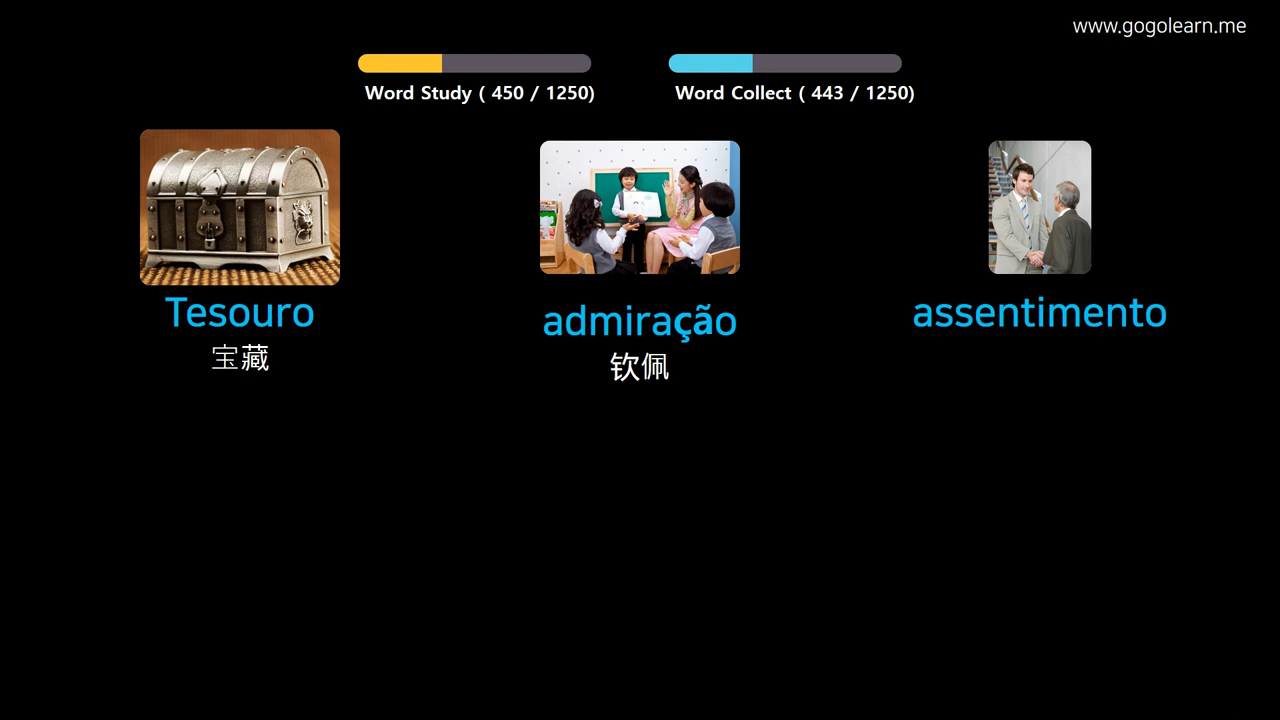 www.gogolearn.me
Word Study ( 450 / 1250)
Word Collect ( 443 / 1250)
Tesouro
宝藏
admiração
钦佩
assentimento